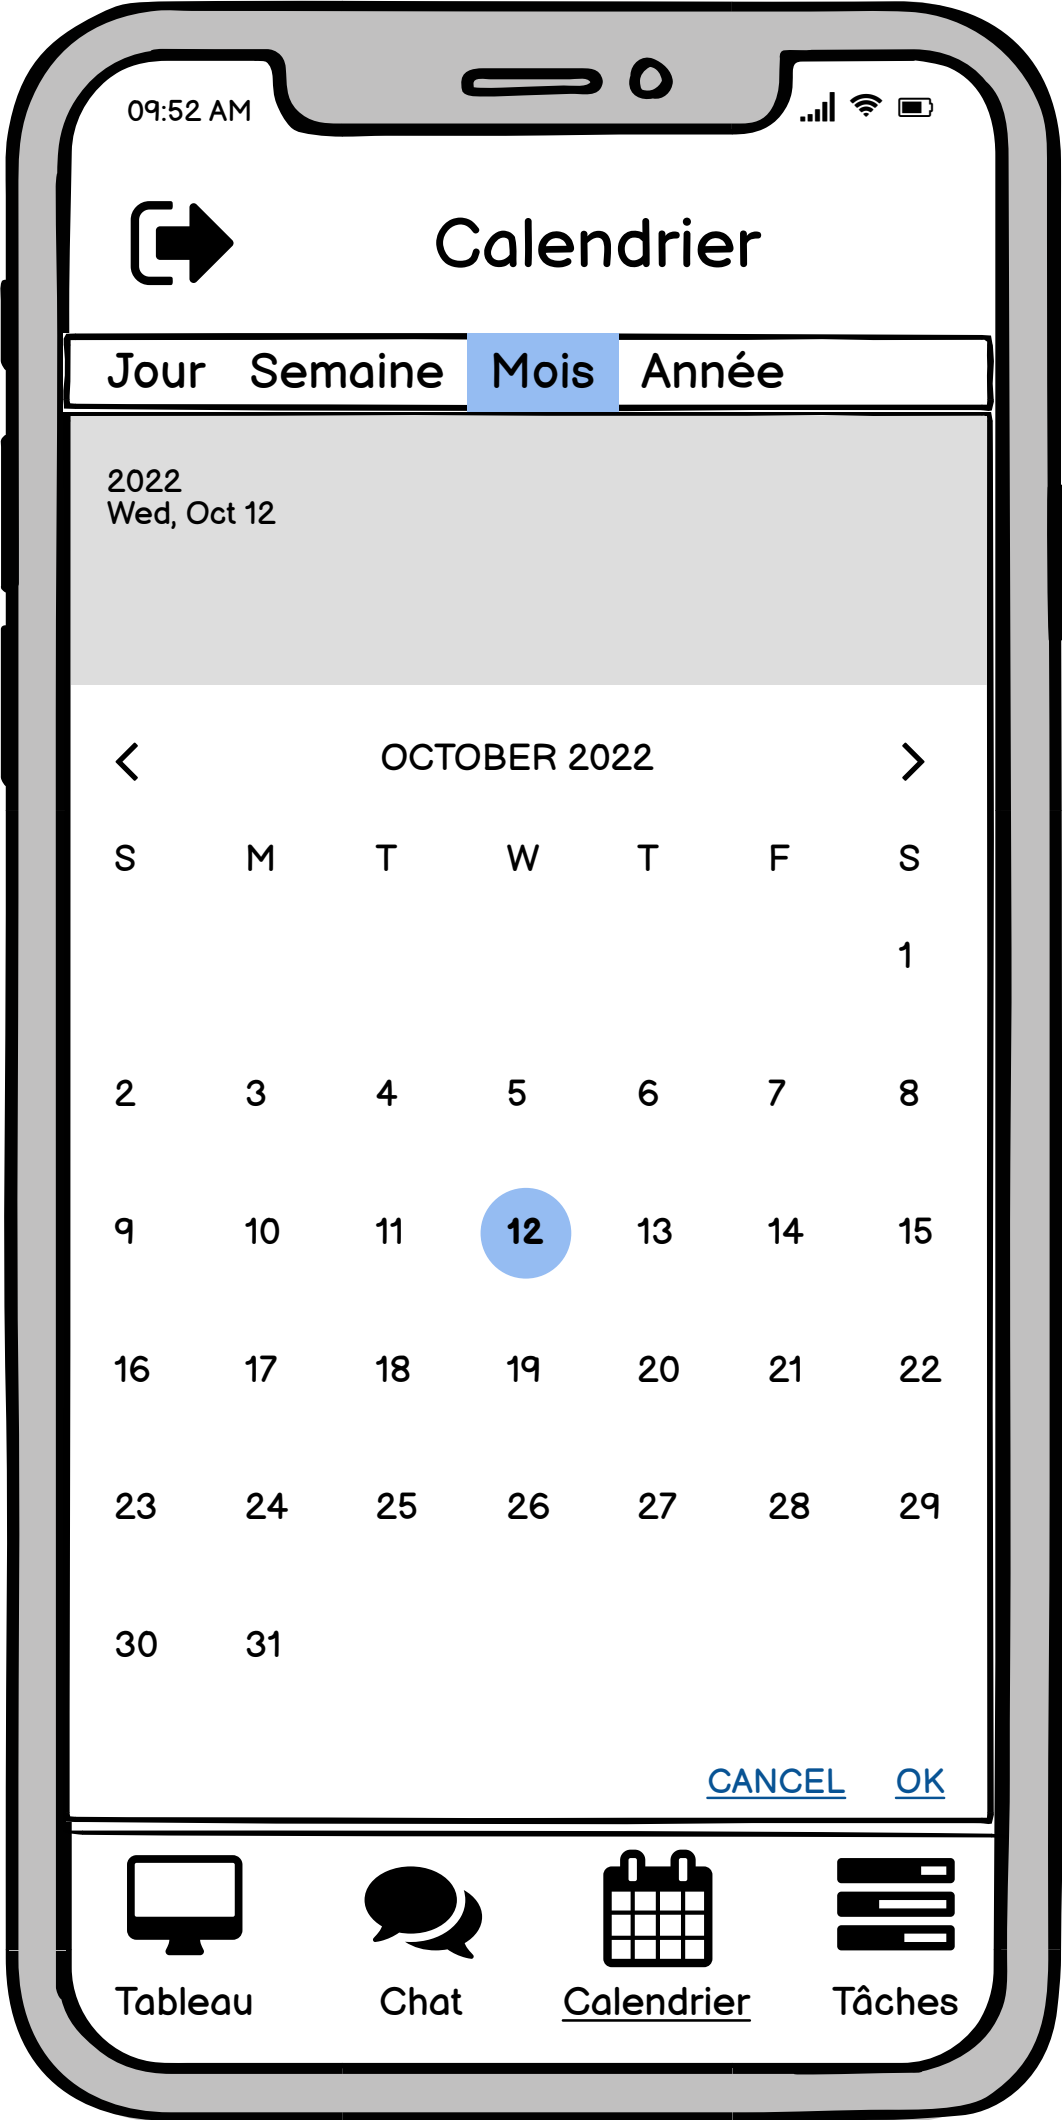 09:52 AM
Calendrier
Jour Semaine Mois Année
2022
Wed, Oct 12
OCTOBER 2022
S M T W T F S
1
2 3 4 5 6 7 8
9 10 11 12 13 14 15
16 17 18 19 20 21 22
23 24 25 26 27 28 29
30 31
CANCEL OK
Tableau Chat Calendrier Tâches